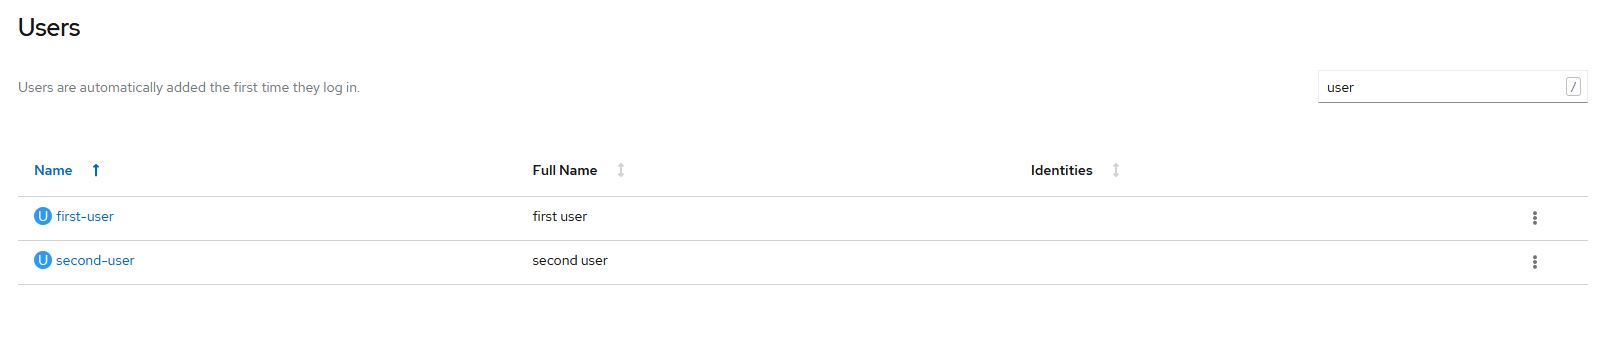 Users
Users are automatically added the first time they log in.
user /
Name Full Name Identities
U first-user first user
U second-user second user